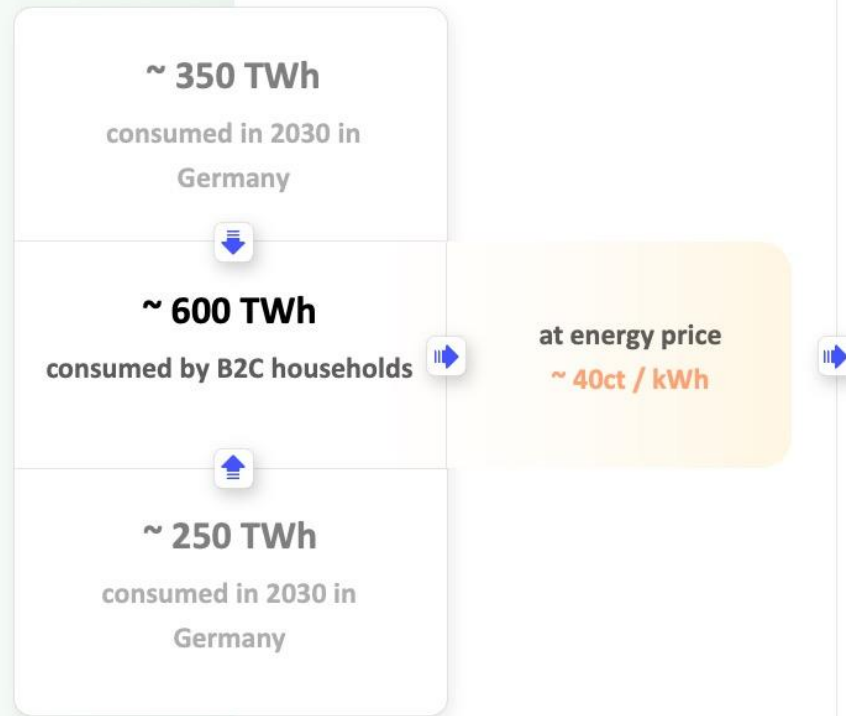 ~ 350 TWh
consumed in 2030 in
Germany
~ 600 TWh
consumed by B2C households
at energy price
~ 40ct / kWh
~ 250 TWh
consumed in 2030 in
Germany